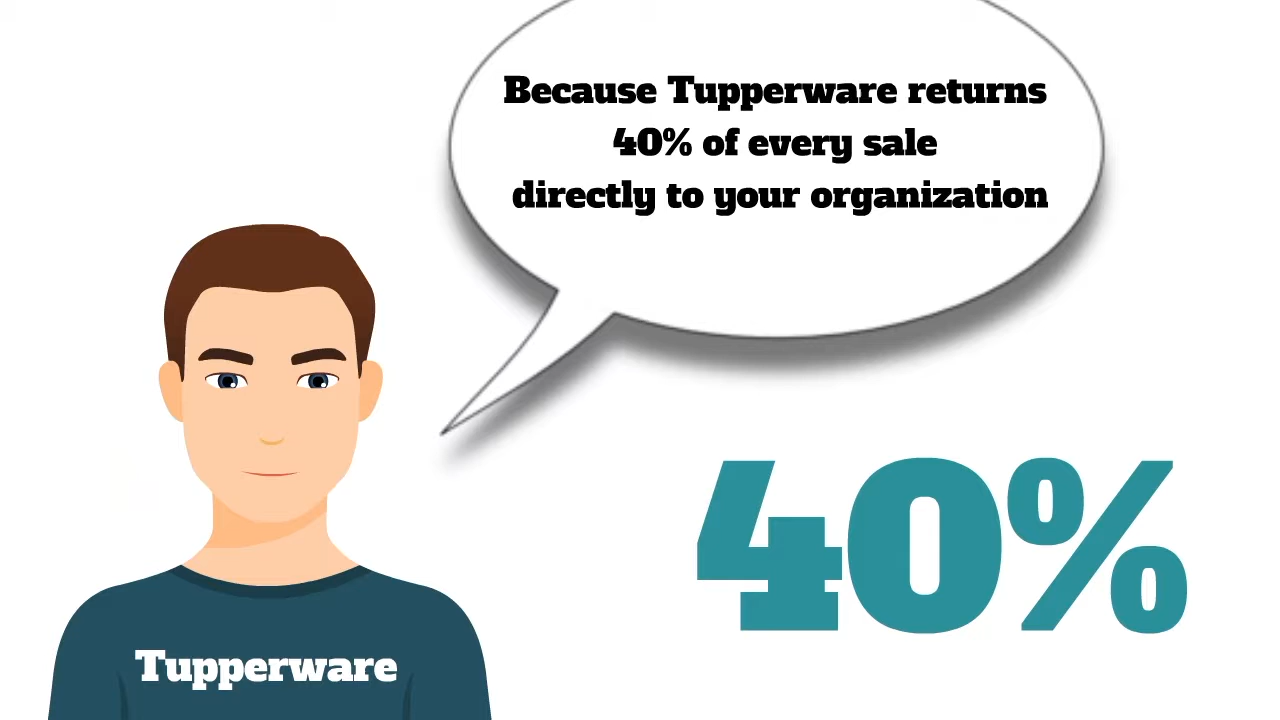 Because Tupperware returns
40% of every sale
directly to your organization
40%
Tupperware